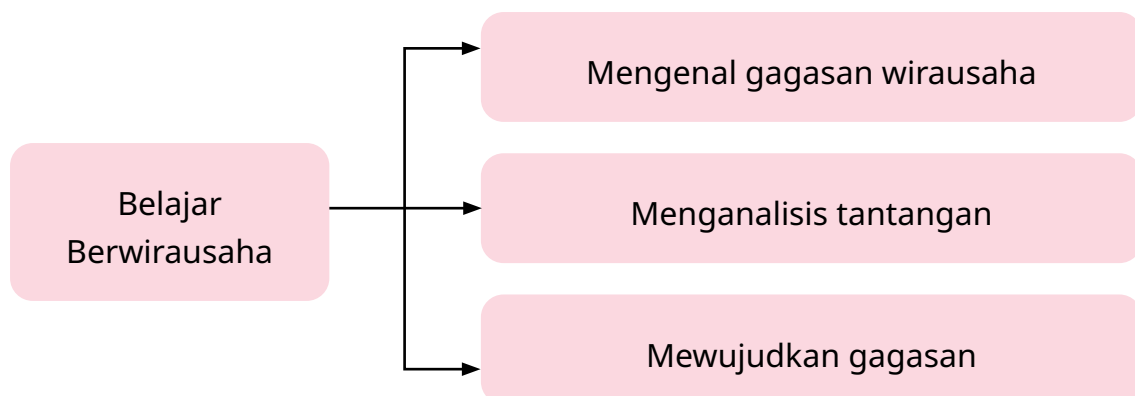 Belajar
Berwirausaha
Mengenal gagasan wirausaha
Menganalisis tantangan
Mewujudkan gagasan